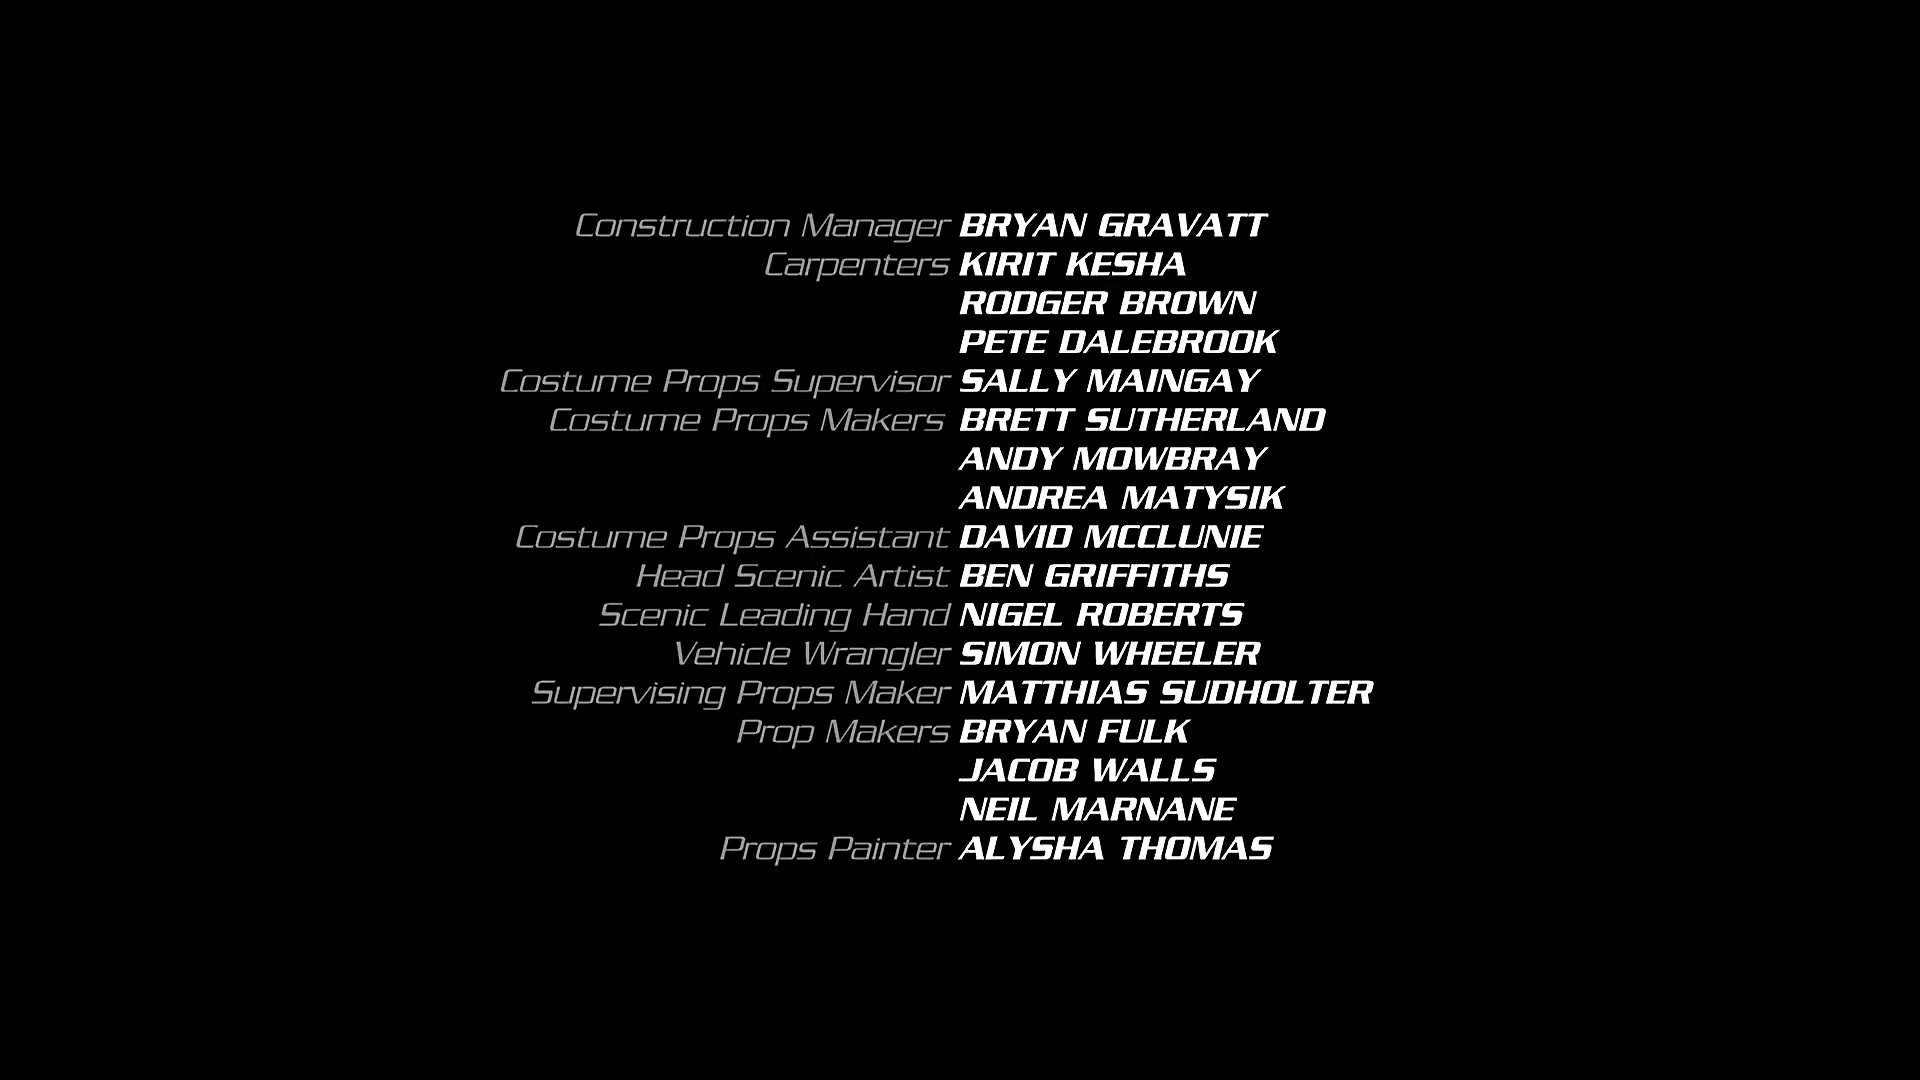 Construction Manager BRYAN GRAVATT
Carpenters KIRIT KESHA
RODGER BROWN
PETE DALEBROOK
Costume Props Supervisor SALLY MAINGAY
Costume Props Makers BRETT SUTHERLAND
ANDY MOWBRAY
ANDREA MATYSIK
Costume Props Assistant DAVID MCCLUNIE
Head Scenic Artist BEN GRIFFITHS
Scenic Leading Hand NIGEL ROBERTS
Vehicle Wrangler SIMON WHEELER
Supervising Props Maker MATTHIAS SUDHOLTER
Prop Makers BRYAN FULK
JACOB WALLS
NEIL MARNANE
Props Painter ALYSHA THOMAS